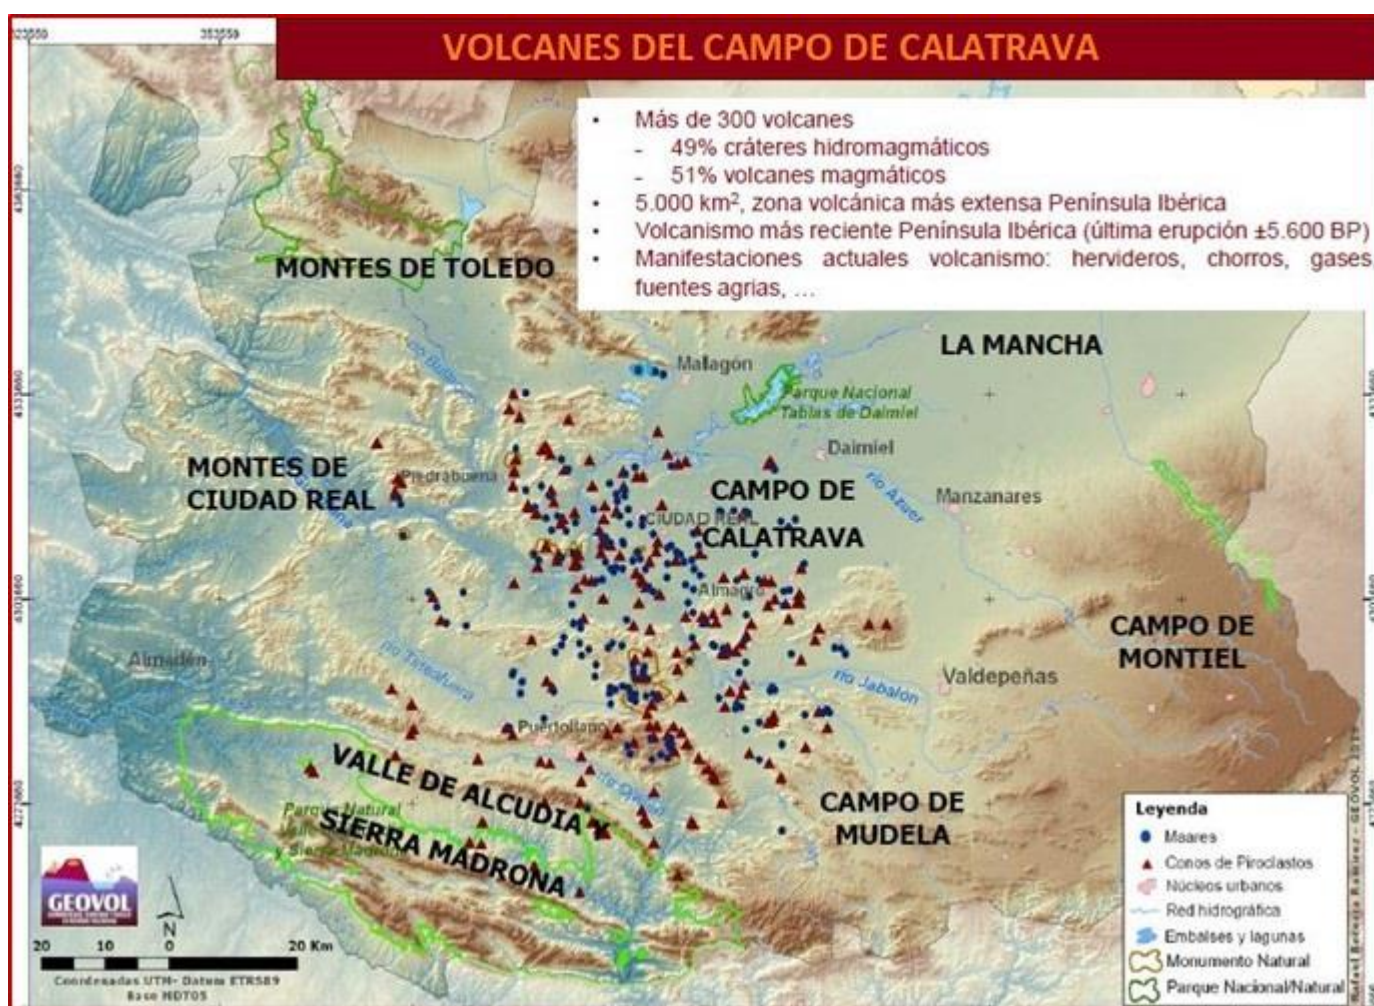 VOLCANES DEL CAMPO DE CALATRAVA
353559
• Más de 300 volcanes
- 49% cráteres hidromagmáticos
- 51% volcanes magmáticos
• 5.000 km², zona volcánica más extensa Península Ibérica
• Volcanismo más reciente Península Ibérica (última erupción ±5.600 BP)
• Manifestaciones actuales volcanismo: hervideros, chorros, gases,
fuentes agrias, …
MONTES DE TOLEDO
LA MANCHA
Malagón
Parque Nacional
Tablas de Daimiel
Daimiel
MONTES DE
CIUDAD REAL
Piedrabuena
CAMPO DE
CALATRAVA
CIUDAD REAL
río Azuer
Manzanares
Almagro
CAMPO DE
MONTIEL
Almadén
río Tirteafuera
río Jabalón
Valdepeñas
Puertollano
VALLE DE ALCUDIA
SIERRA MADRONA
Parque Natural
CAMPO DE
MUDELA
Leyenda
Maares
Conos de Piroclastos
Núcleos urbanos
Red hidrográfica
Embalses y lagunas
Monumento Natural
Parque Nacional/Natural
GEOVOL
N
20 10 0 20 Km
Coordenadas UTM- Datum ETRS89
Base MDT05